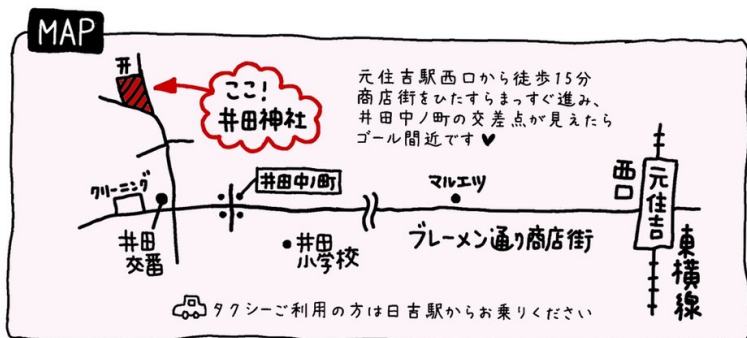 MAP
井
ここ!
井田神社
元住吉駅西口から徒歩15分
商店街をひたすらまっすぐ進み、
井田中ノ町の交差点が見えたら
ゴール間近です♥
クリーニング
井田中ノ町
マルエツ
西口
元住吉
井田
交番
井田
小学校
ブレーメン通り商店街
東横線
タクシーご利用の方は日吉駅からお乗りください